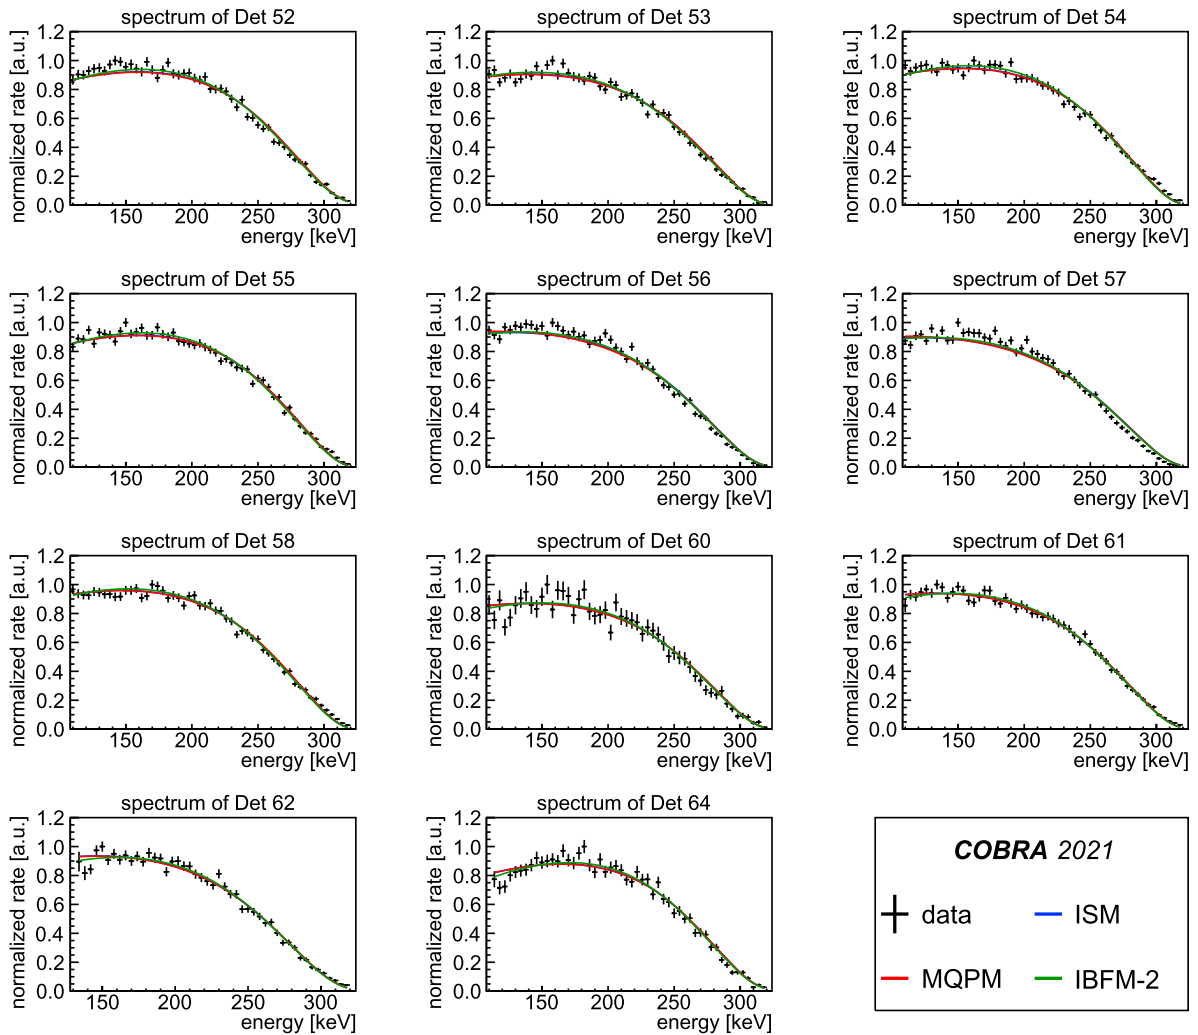 spectrum of Det 52
normalized rate [a.u.]
1.2
1.0
0.8
0.6
0.4
0.2
0.0
150 200 250 300
energy [keV]
spectrum of Det 53
normalized rate [a.u.]
1.2
1.0
0.8
0.6
0.4
0.2
0.0
150 200 250 300
energy [keV]
spectrum of Det 54
normalized rate [a.u.]
1.2
1.0
0.8
0.6
0.4
0.2
0.0
150 200 250 300
energy [keV]
spectrum of Det 55
normalized rate [a.u.]
1.2
1.0
0.8
0.6
0.4
0.2
0.0
150 200 250 300
energy [keV]
spectrum of Det 56
normalized rate [a.u.]
1.2
1.0
0.8
0.6
0.4
0.2
0.0
150 200 250 300
energy [keV]
spectrum of Det 57
normalized rate [a.u.]
1.2
1.0
0.8
0.6
0.4
0.2
0.0
150 200 250 300
energy [keV]
spectrum of Det 58
normalized rate [a.u.]
1.2
1.0
0.8
0.6
0.4
0.2
0.0
150 200 250 300
energy [keV]
spectrum of Det 60
normalized rate [a.u.]
1.2
1.0
0.8
0.6
0.4
0.2
0.0
150 200 250 300
energy [keV]
spectrum of Det 61
normalized rate [a.u.]
1.2
1.0
0.8
0.6
0.4
0.2
0.0
150 200 250 300
energy [keV]
spectrum of Det 62
normalized rate [a.u.]
1.2
1.0
0.8
0.6
0.4
0.2
0.0
150 200 250 300
energy [keV]
spectrum of Det 64
normalized rate [a.u.]
1.2
1.0
0.8
0.6
0.4
0.2
0.0
150 200 250 300
energy [keV]
COBRA 2021
data ISM
MQPM IBFM-2